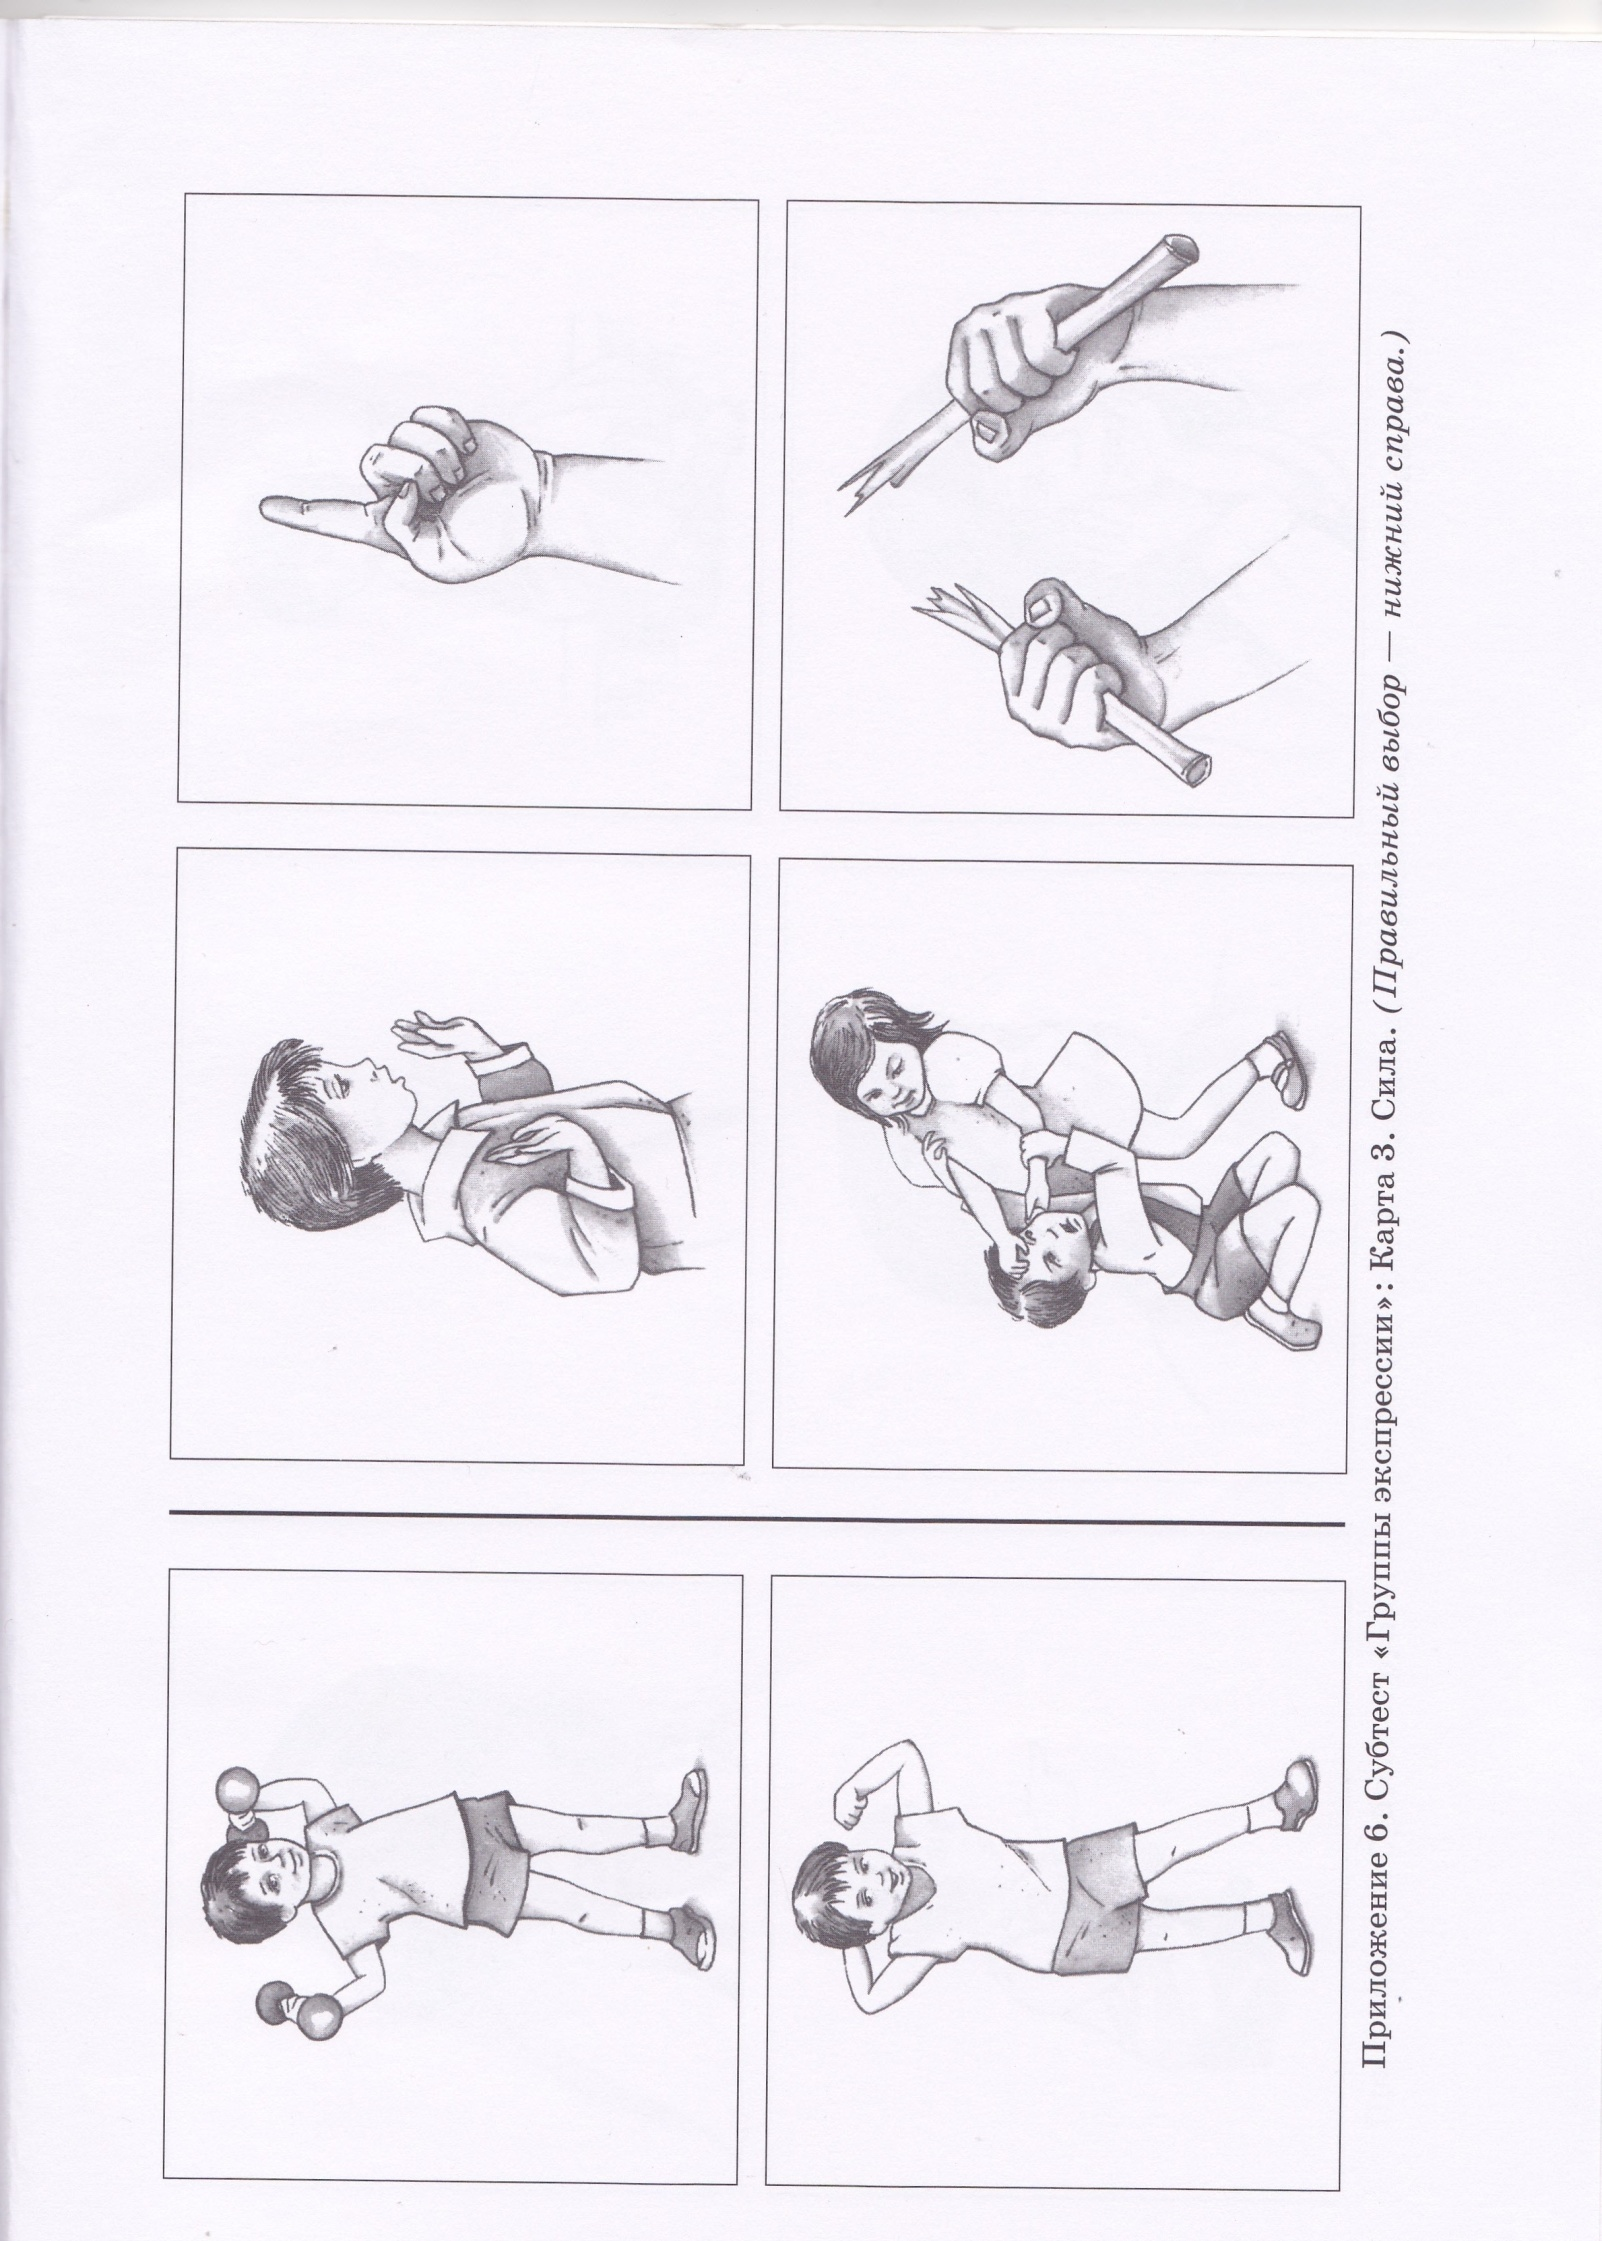 Приложение 6. Субтест «Группы экспрессии»: Карта 3. Сила. (Правильный выбор — нижний справа.)